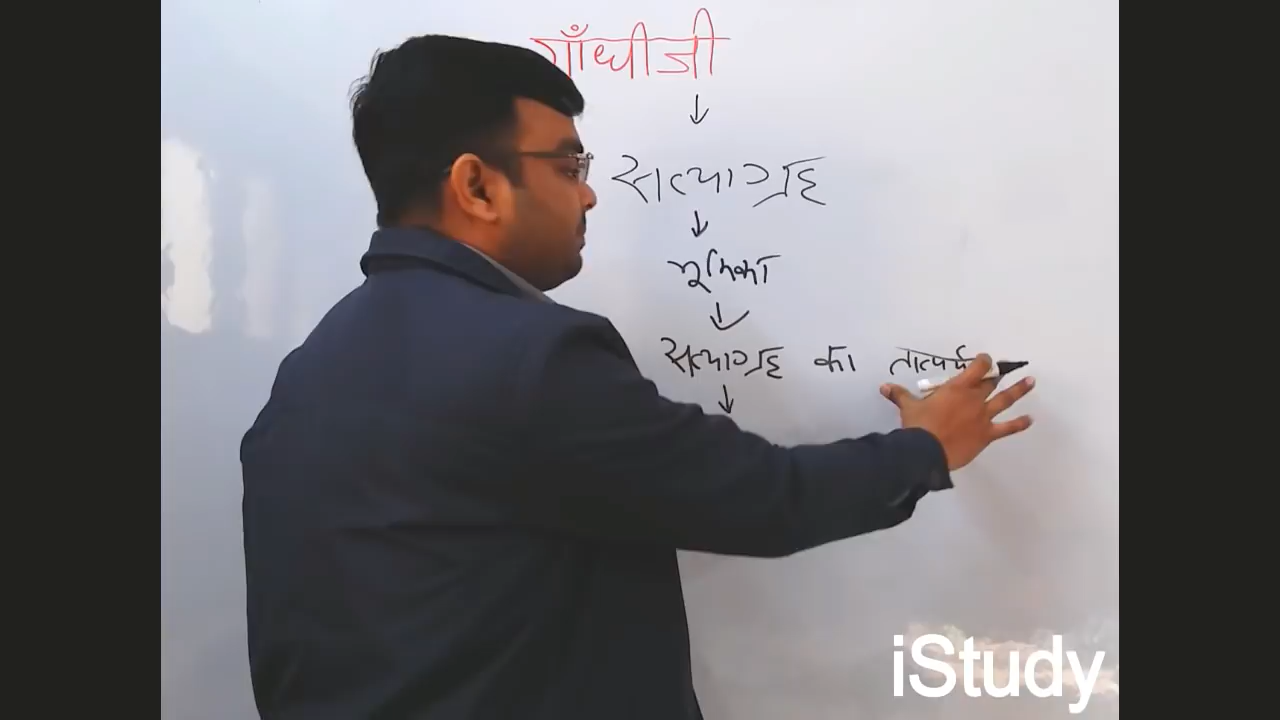 गाँधीजी
सत्याग्रह
भूमिका
सत्याग्रह का तात्पर्य
iStudy